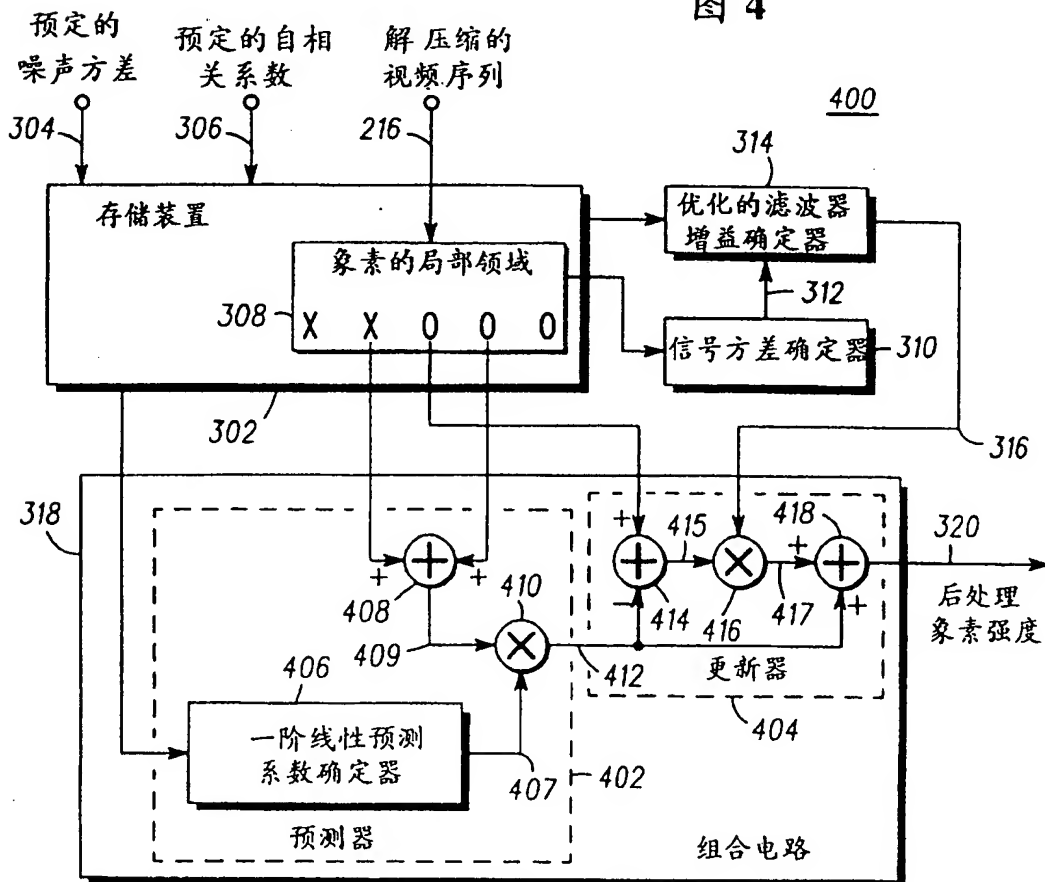 图 4
预定的
噪声方差
预定的自相
关系数
解压缩的
视频序列
400
304
306
216
314
存储装置
优化的滤波器
增益确定器
象素的局部领域
308
X X O O O
312
316
信号方差确定器
310
302
318
+
415
+
418
320
+
+
408
410
-
414
416
417
+
后处理
象素强度
409
412
更新器
406
404
一阶线性预测
系数确定器
407
402
预测器
组合电路